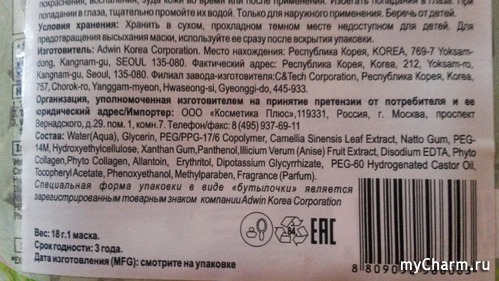 покраснения, воспаления, зуда кожи во время или после применения. Избегать попадания в глаза. При
попадании в глаза, тщательно промойте их водой. Только для наружного применения. Беречь от детей.
Условия хранения: Хранить в сухом, прохладном темном месте недоступном для детей. Для
предотвращения высыхания маски, используйте ее сразу после вскрытия упаковки.
Изготовитель: Adwin Korea Corporation. Место нахождения: Республика Корея, KOREA, 769-7 Yoksam-
dong, Kangnam-gu, Seoul, 135-080. Фактический адрес: Республика Корея, Korea, 212, Yoksam-ro,
Kangnam-gu, Seoul, 135-080. Филиал завода-изготовителя:C&Tech Corporation, Республика Корея, Korea,
757, Chorok-ro, Yanggam-myeon, Hwaseong-si, Gyeonggi-do, 445-933.
Организация, уполномоченная изготовителем на принятие претензии от потребителя и ее
юридический адрес/Импортер: ООО «Косметика Плюс»,119331, Россия, г. Москва, проспект
Вернадского, д.29 пом. 1, комн.7. Телефон/факс: 8 (495) 937-69-11
Состав: Water(Aqua), Glycerin, PEG/PPG-17/6 Copolymer, Camellia Sinensis Leaf Extract, Natto Gum, PEG-
14M, Hydroxyethylcellulose, Xanthan Gum,Panthenol, Illicium Verum (Anise) Fruit Extract, Disodium EDTA, Phyto
Collagen,Phyto Collagen, Allantoin, Erythritol, Dipotassium Glycyrrhizate, PEG-60 Hydrogenated Castor Oil,
Tocopheryl Acetate, Phenoxyethanol, Methylparaben, Fragrance (Parfum).
Специальная форма упаковки в виде «бутылочки» является
зарегистрированным товарным знаком компании Adwin Korea Corporation.
Вес: 18 г.1 маска.
Срок годности: 3 года.
Дата изготовления (MFG): смотрите на упаковке
84
EAC
myCharm.ru